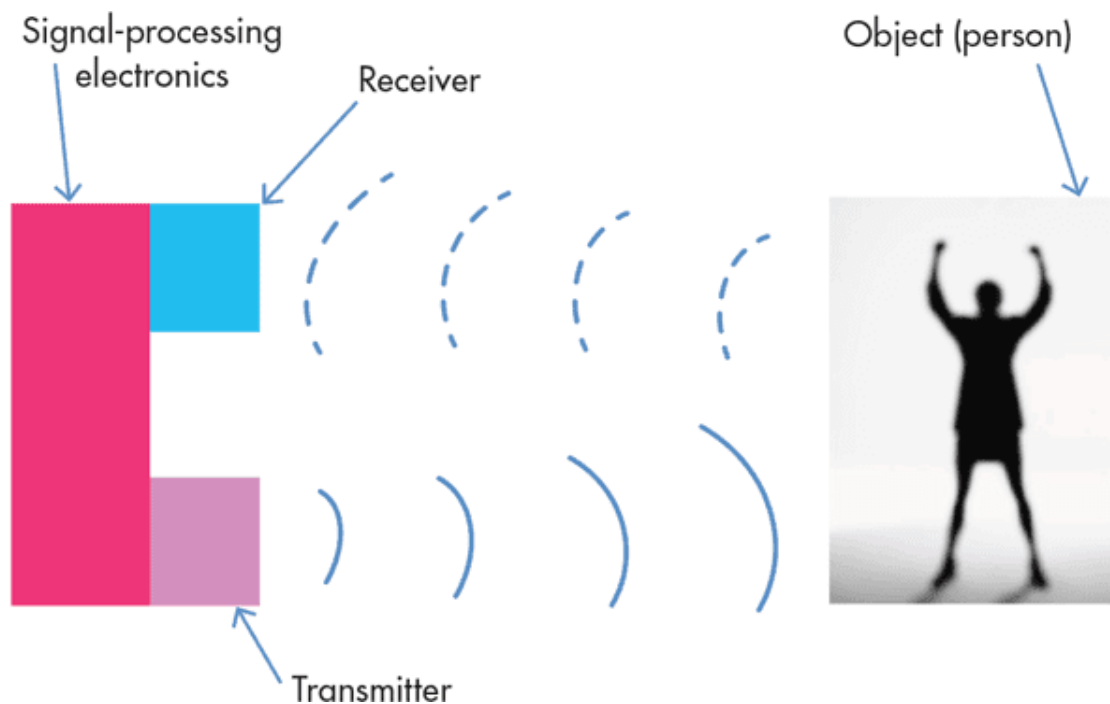 Signal-processing
electronics
Receiver
Object (person)
Transmitter